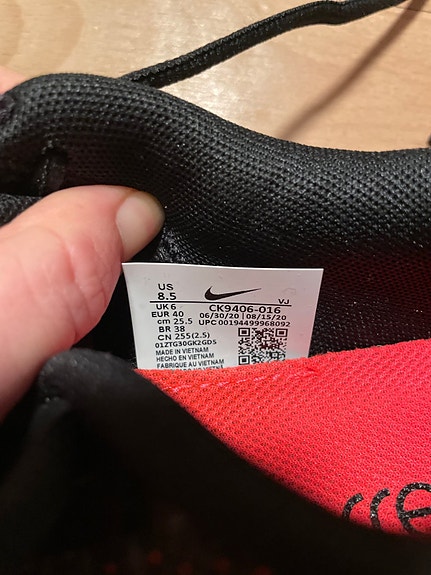 US
8.5
VJ
UK 6 CK9406-016
EUR 40 06/30/20 | 08/15/20
cm 25.5 UPC 00194499968092
BR 38
CN 255(2.5)
01ZTG30GK2GDS
MADE IN VIETNAM
HECHO EN VIETNAM
FABRIQUE AU VIETNAM